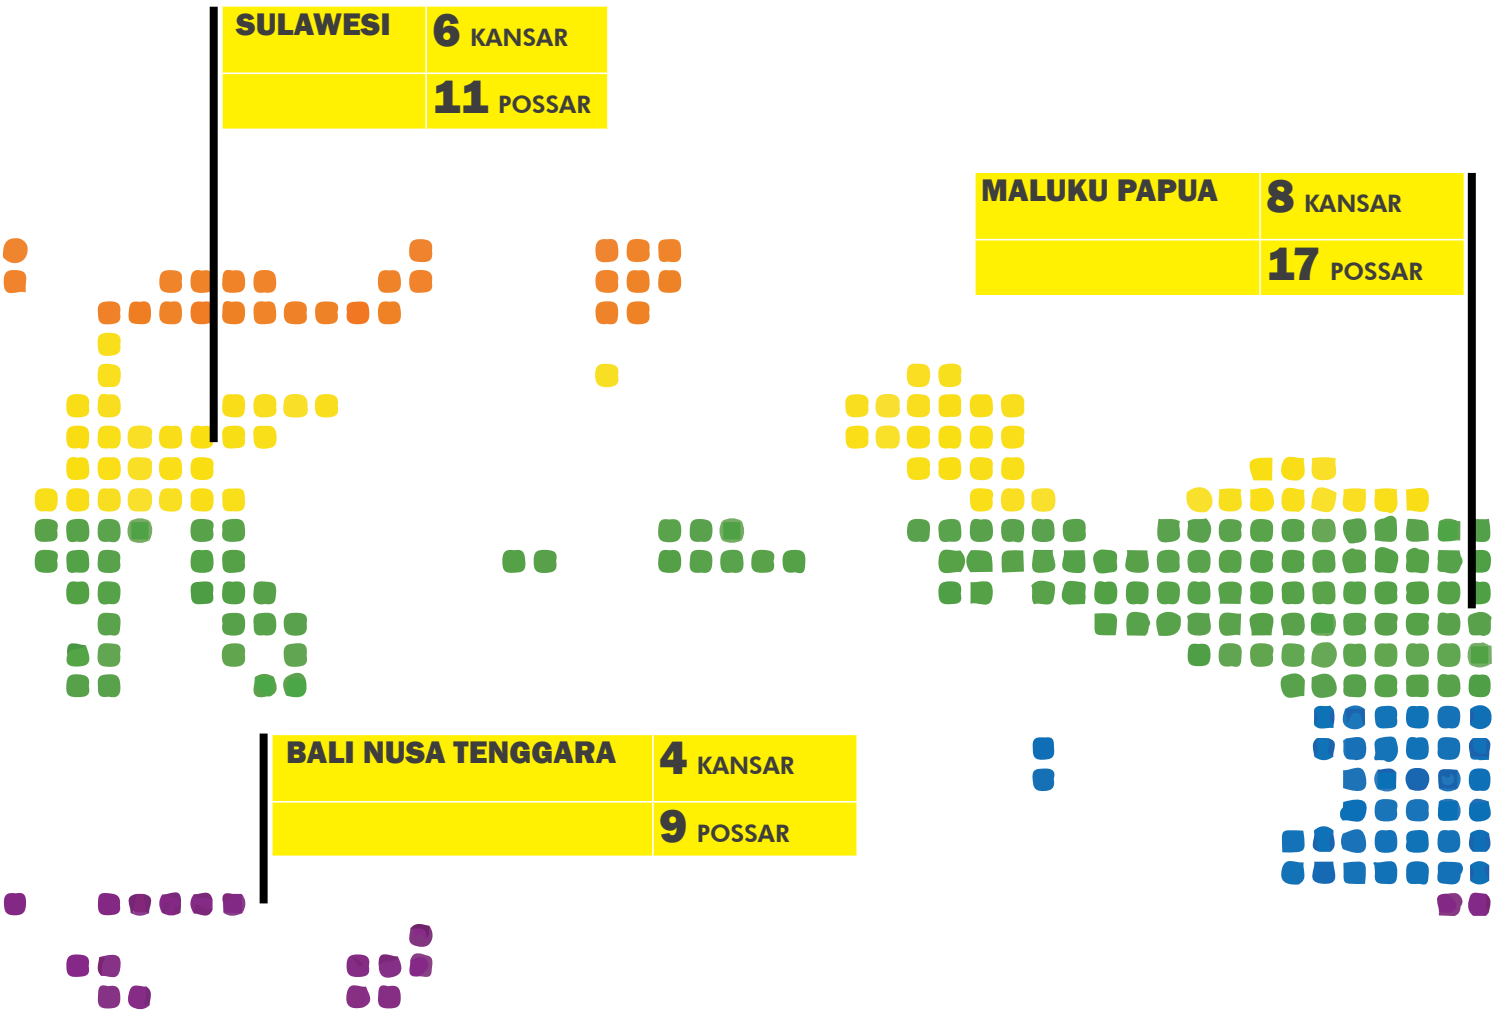 SULAWESI 6 KANSAR
11 POSSAR
MALUKU PAPUA 8 KANSAR
17 POSSAR
BALI NUSA TENGGARA 4 KANSAR
9 POSSAR